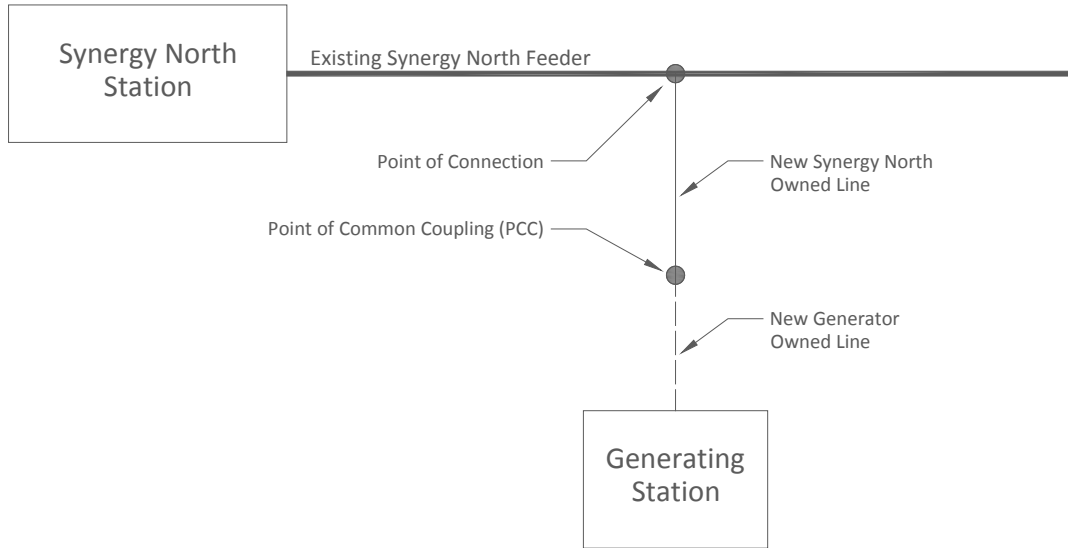 Synergy North
Station
Existing Synergy North Feeder
Point of Connection
New Synergy North
Owned Line
Point of Common Coupling (PCC)
New Generator
Owned Line
Generating
Station